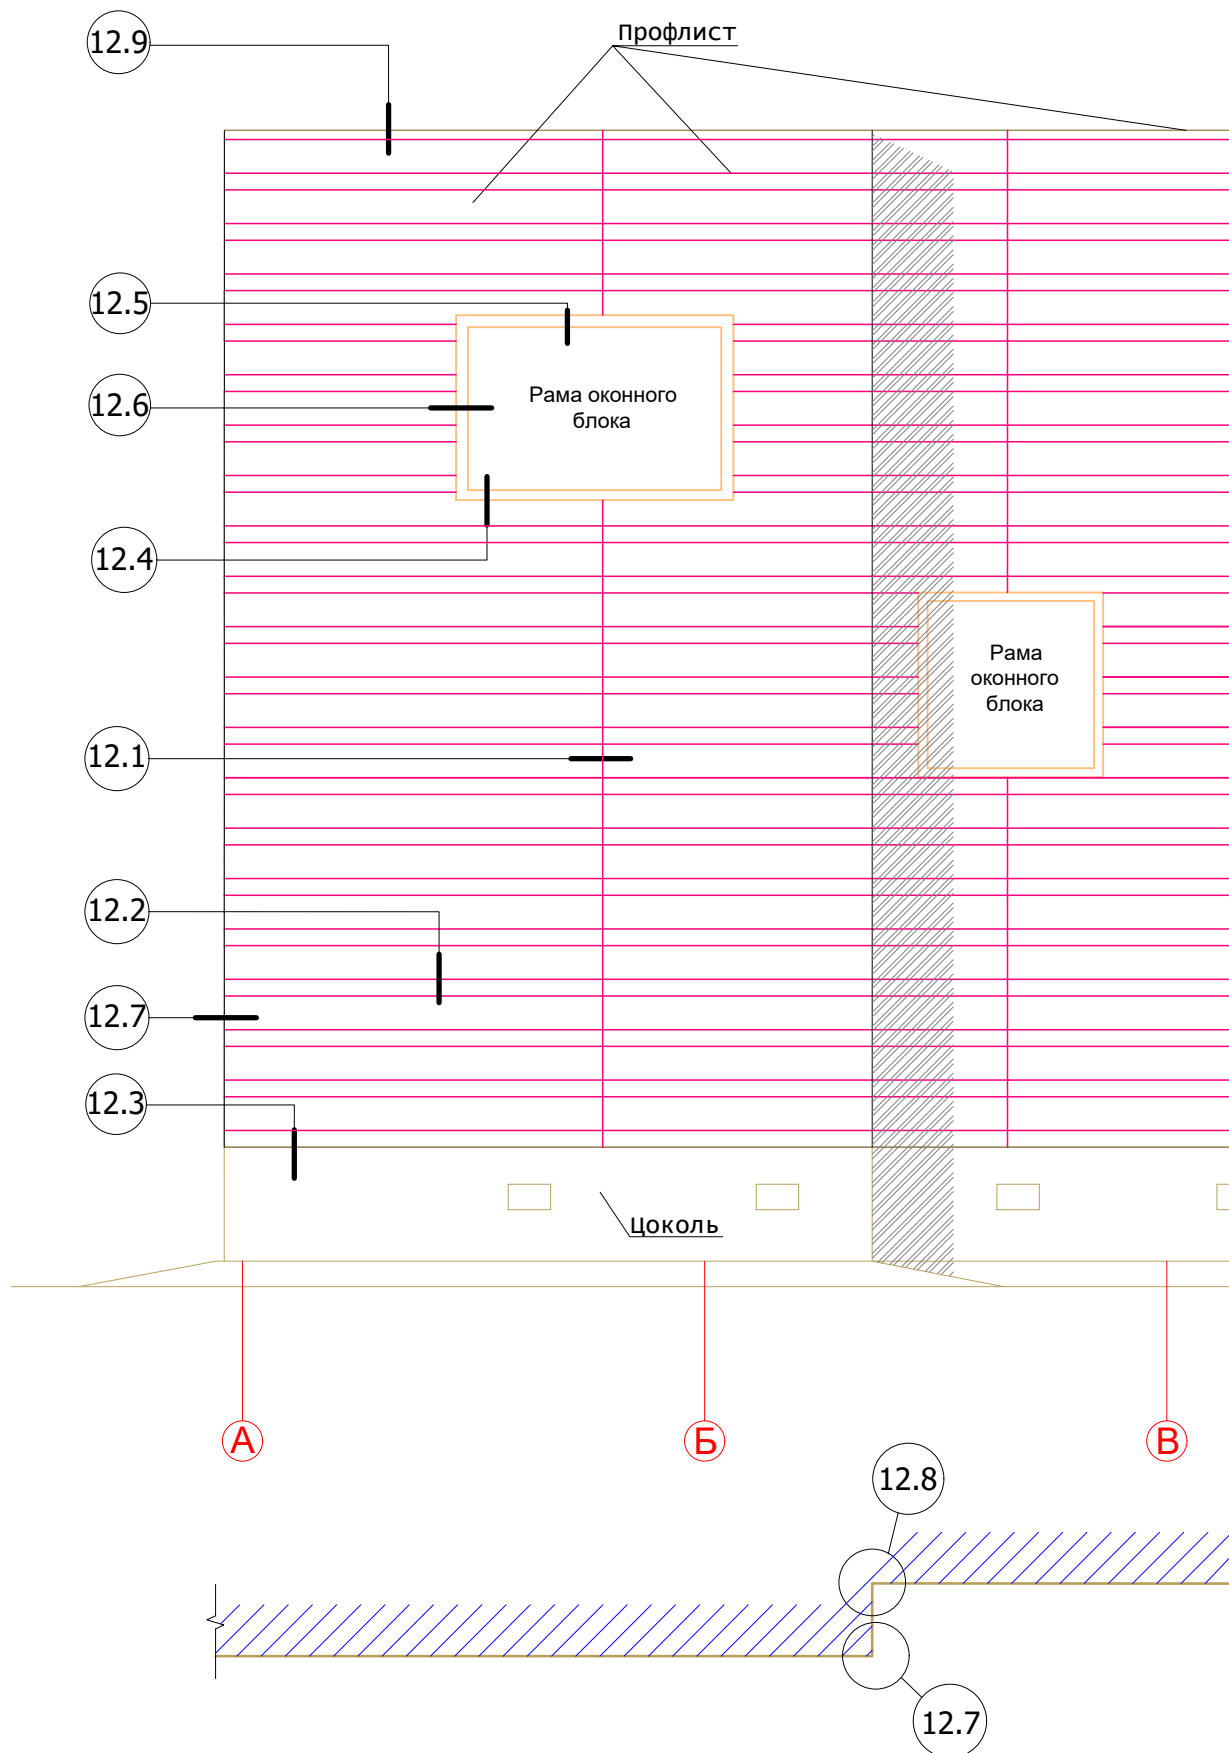 12.9
Профлист
12.5
12.6
Рама оконного
блока
12.4
Рама
оконного
блока
12.1
12.2
12.7
12.3
Цоколь
А
Б
В
12.8
12.7